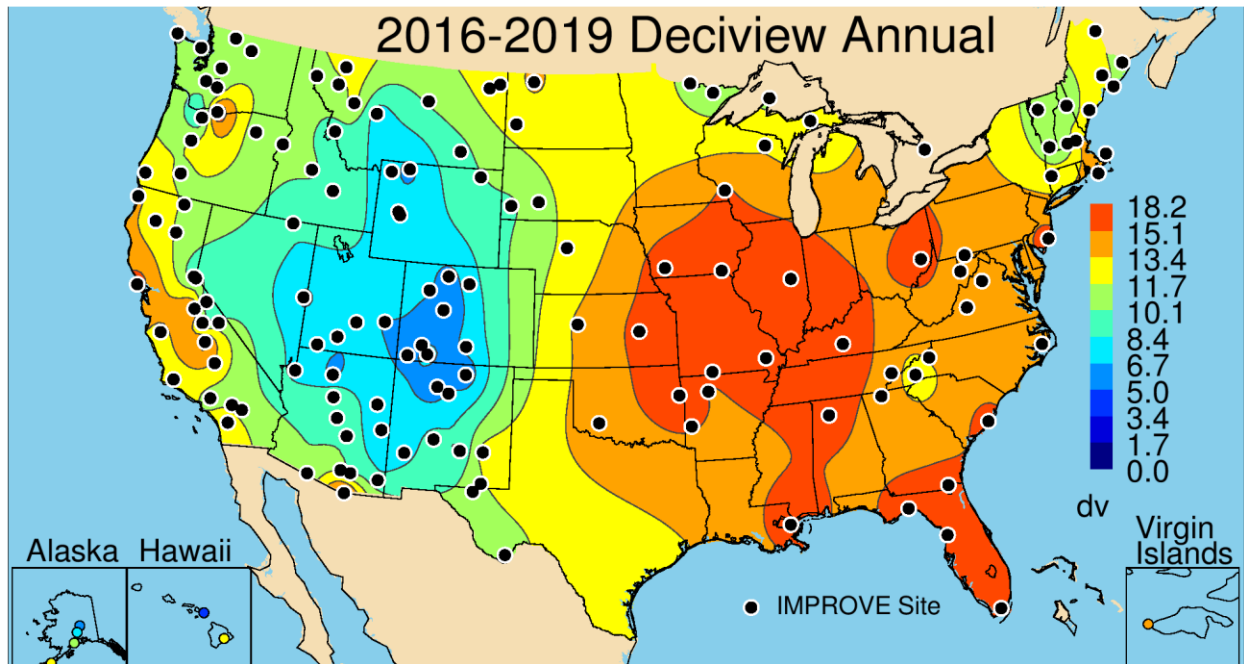 2016-2019 Deciview Annual
18.2
15.1
13.4
11.7
10.1
8.4
6.7
5.0
3.4
1.7
0.0
dv
Alaska
Hawaii
Virgin
Islands
IMPROVE Site